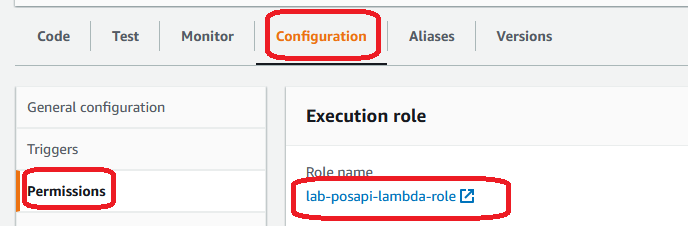 Code Test Monitor Configuration Aliases Versions
General configuration
Triggers
Permissions
Execution role
Role name
lab-posapi-lambda-role